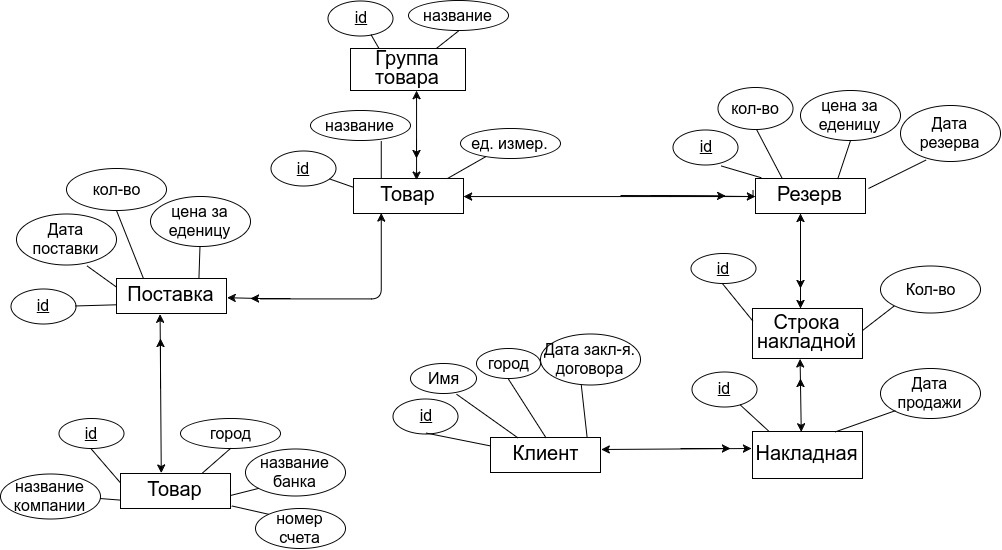 id
название
Группа
товара
название
id
ед. измер.
Товар
кол-во
цена за
еденицу
id
Дата
резерва
Резерв
кол-во
цена за
еденицу
Дата
поставки
id
Поставка
id
Кол-во
Строка
накладной
Дата закл-я.
договора
город
Имя
id
Клиент
id
Дата
продажи
Накладная
id
город
название
банка
название
компании
Товар
номер
счета